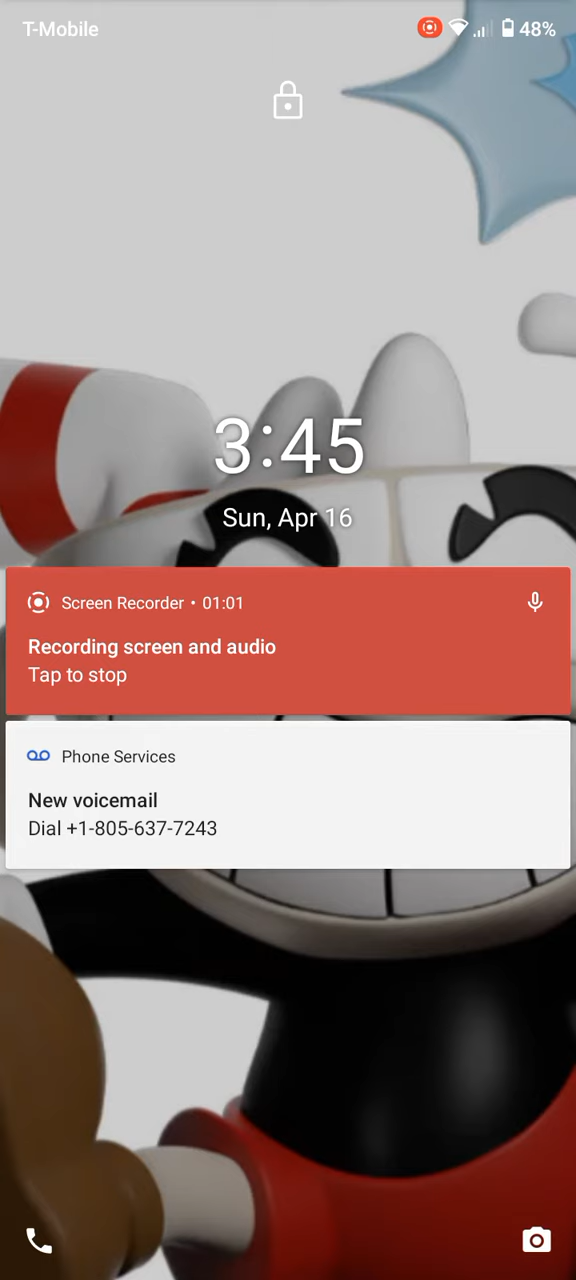 T-Mobile
48%
3:45
Sun, Apr 16
Screen Recorder • 01:01
Recording screen and audio
Tap to stop
Phone Services
New voicemail
Dial +1-805-637-7243